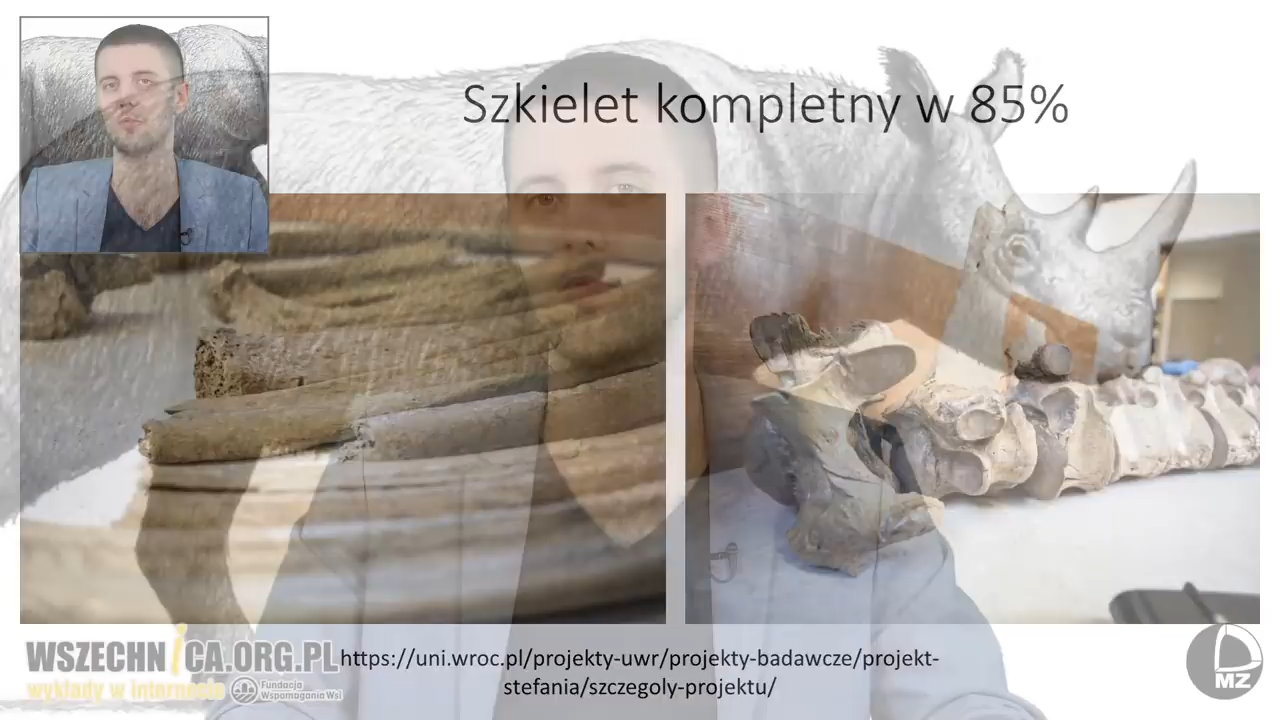 Szkielet kompletny w 85%
WSZECHNiCA.ORG.PL
wykłady w internecie
Fundacja
Wspomagania Wsi
https://uni.wroc.pl/projekty-uwr/projekty-badawcze/projekt-
stefania/szczegoly-projektu/
MZ